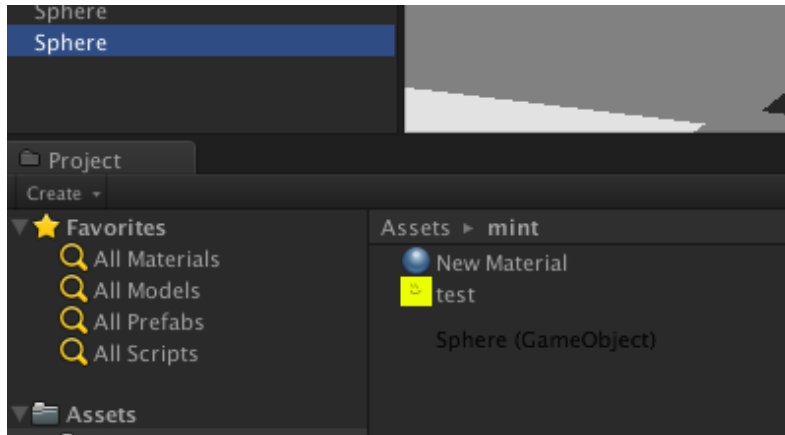 Sphere
Sphere
Project
Create
Favorites
All Materials
All Models
All Prefabs
All Scripts
Assets
Assets ▸ mint
New Material
test
Sphere (GameObject)